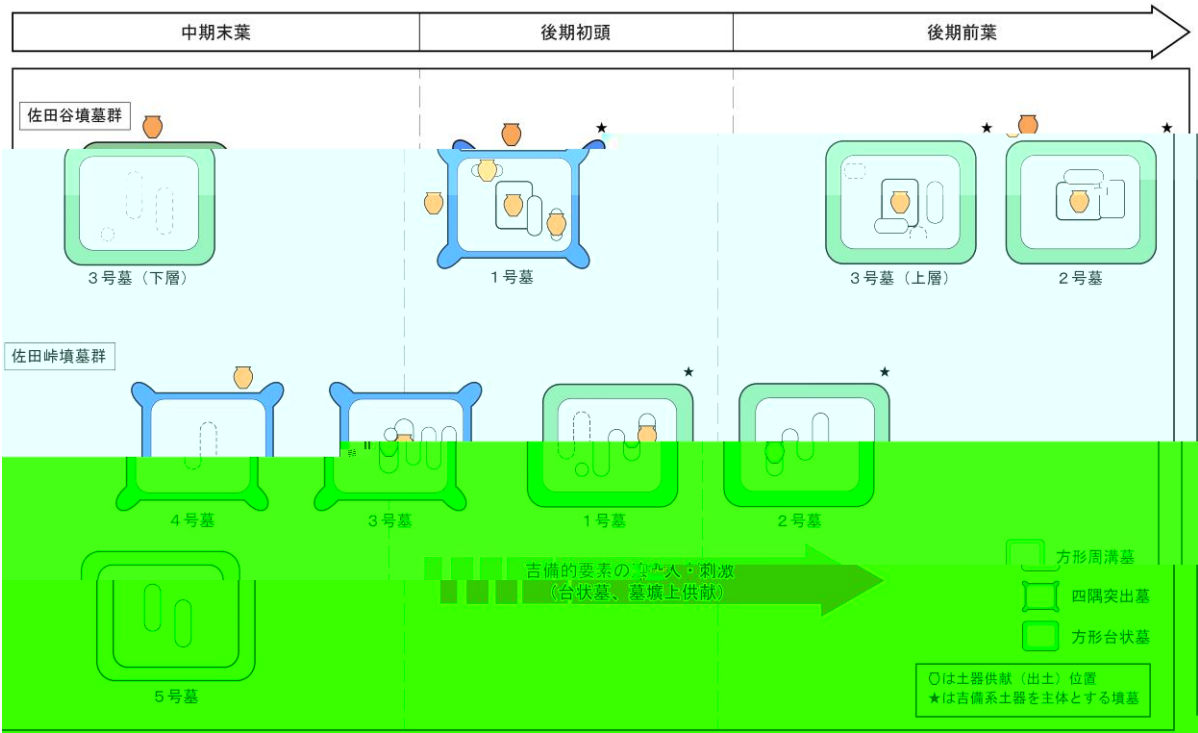 中期末葉
後期初頭
後期前葉
佐田谷墳墓群
★
★
★
3号墓（下層）
1号墓
3号墓（上層）
2号墓
佐田峠墳墓群
★
★
4号墓
3号墓
1号墓
2号墓
吉備的要素の 人・刺激
（台状墓、墓壙上供献）
5号墓
方形周溝墓
四隅突出墓
方形台状墓
は土器供献（出土）位置
★は吉備系土器を主体とする墳墓